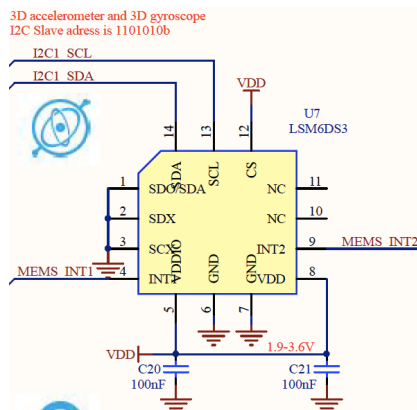 3D accelerometer and 3D gyroscope
I2C Slave adress is 1101010b
I2C1_SCL
I2C1_SDA
VDD
U7
LSM6DS3
14
13
12
SDA
SCL
CS
1
SDO/SDA
NC
11
2
SDX
NC
10
3
SCX
INT2
9
MEMS_INT2
MEMS_INT1
4
INT1
VDDIO
GND
GND
VDD
8
5
6
7
VDD
1.9-3.6V
C20
100nF
C21
100nF